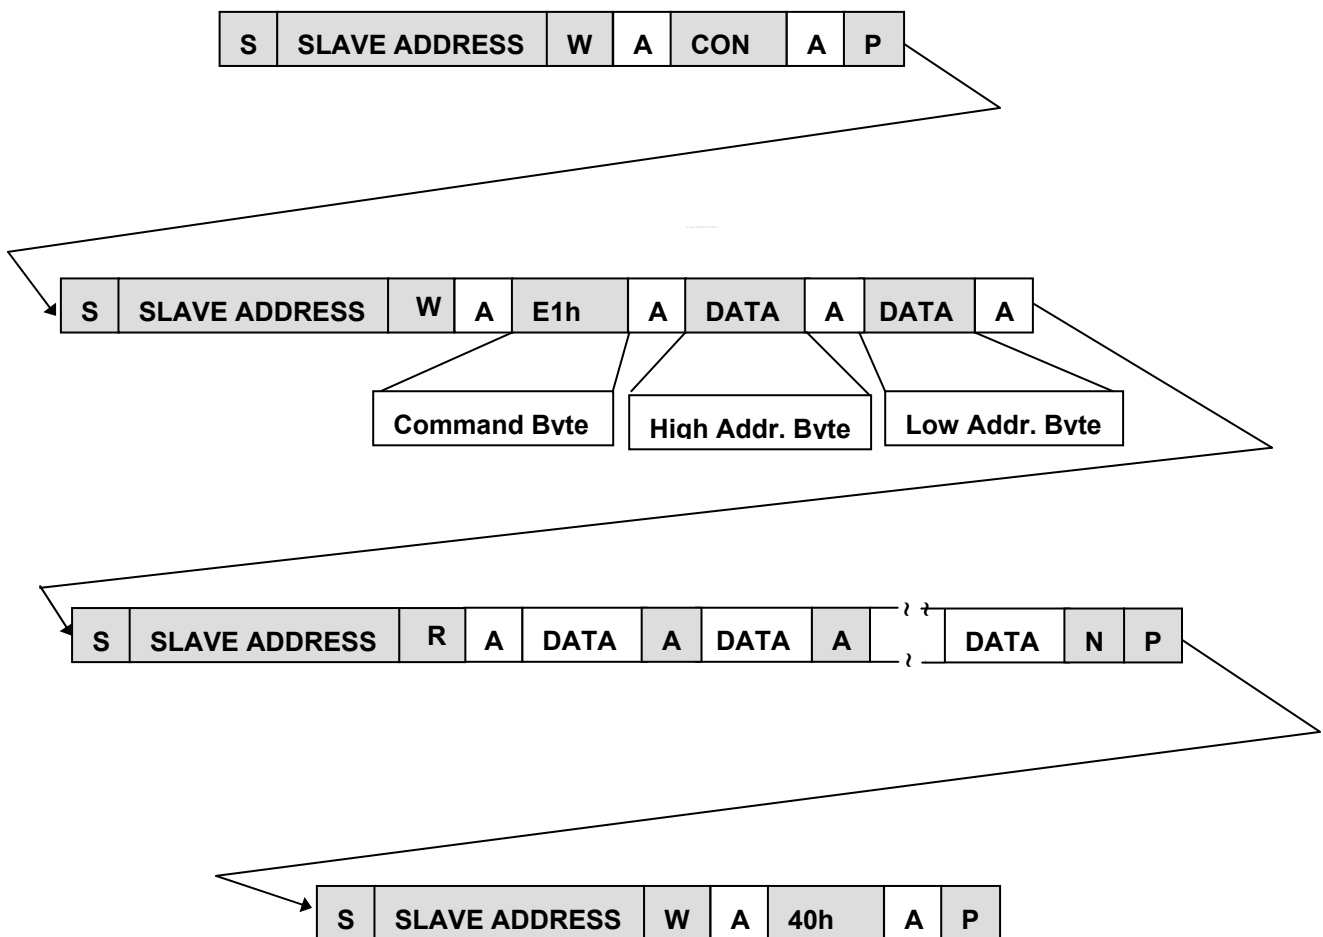 S SLAVE ADDRESS W A CON A P
S SLAVE ADDRESS W A E1h A DATA A DATA A
Command Byte High Addr. Byte Low Addr. Byte
S SLAVE ADDRESS R A DATA A DATA A ~ ~ ~ DATA N P
S SLAVE ADDRESS W A 40h A P